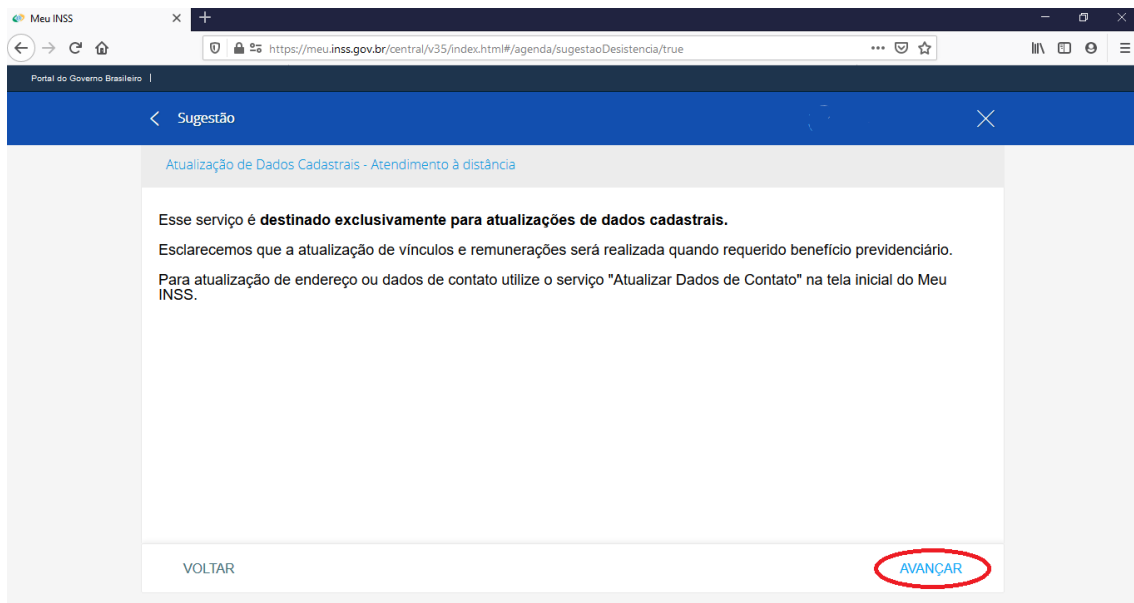 Meu INSS
https://meu.inss.gov.br/central/v35/index.html#/agenda/sugestaoDesistencia/true
Portal do Governo Brasileiro |
Sugestão
Atualização de Dados Cadastrais - Atendimento à distância
Esse serviço é destinado exclusivamente para atualizações de dados cadastrais.
Esclarecemos que a atualização de vínculos e remunerações será realizada quando requerido benefício previdenciário.
Para atualização de endereço ou dados de contato utilize o serviço "Atualizar Dados de Contato" na tela inicial do Meu
INSS.
VOLTAR
AVANÇAR